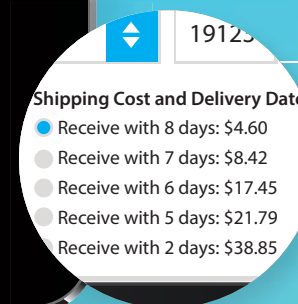 19123
Shipping Cost and Delivery Date
Receive with 8 days: $4.60
Receive with 7 days: $8.42
Receive with 6 days: $17.45
Receive with 5 days: $21.79
Receive with 2 days: $38.85